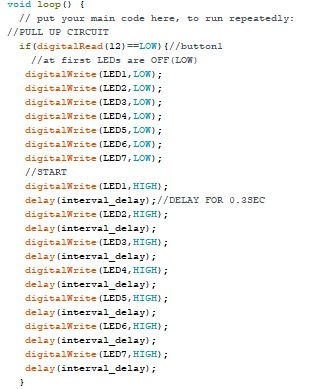 void loop() {
// put your main code here, to run repeatedly:
//PULL UP CIRCUIT
if(digitalRead(12)==LOW){//button1
//at first LEDs are OFF(LOW)
digitalWrite(LED1,LOW);
digitalWrite(LED2,LOW);
digitalWrite(LED3,LOW);
digitalWrite(LED4,LOW);
digitalWrite(LED5,LOW);
digitalWrite(LED6,LOW);
digitalWrite(LED7,LOW);
//START
digitalWrite(LED1,HIGH);
delay(interval_delay);//DELAY FOR 0.3SEC
digitalWrite(LED2,HIGH);
delay(interval_delay);
digitalWrite(LED3,HIGH);
delay(interval_delay);
digitalWrite(LED4,HIGH);
delay(interval_delay);
digitalWrite(LED5,HIGH);
delay(interval_delay);
digitalWrite(LED6,HIGH);
delay(interval_delay);
digitalWrite(LED7,HIGH);
delay(interval_delay);
}